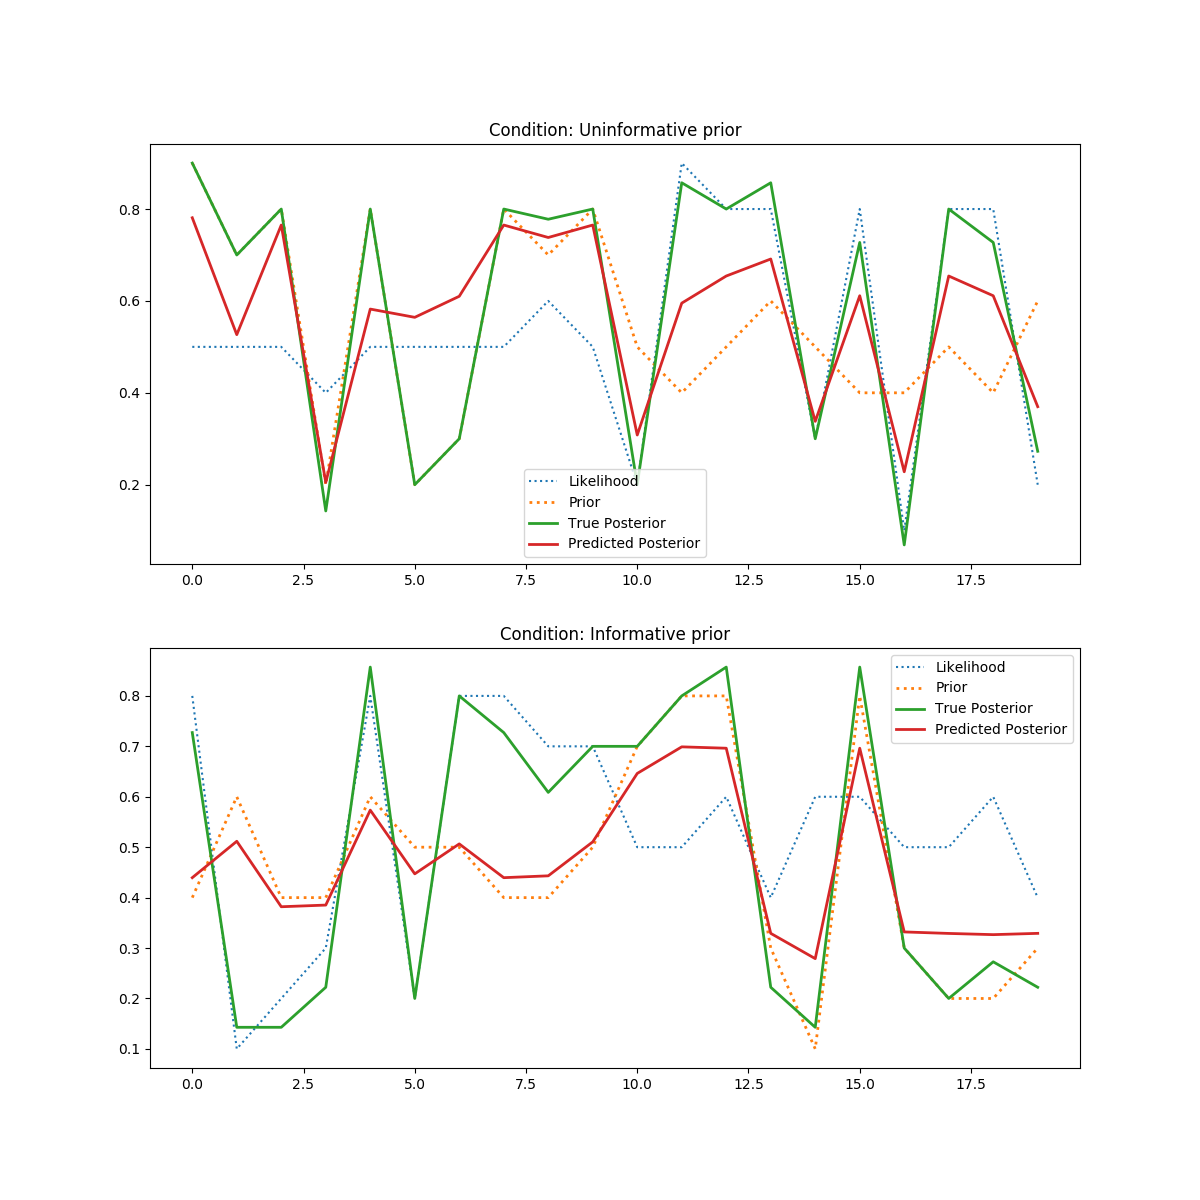 Condition: Uninformative prior
0.8
0.6
0.4
0.2
Likelihood
Prior
True Posterior
Predicted Posterior
0.0 2.5 5.0 7.5 10.0 12.5 15.0 17.5
Condition: Informative prior
Likelihood
Prior
True Posterior
Predicted Posterior
0.8
0.7
0.6
0.5
0.4
0.3
0.2
0.1
0.0 2.5 5.0 7.5 10.0 12.5 15.0 17.5